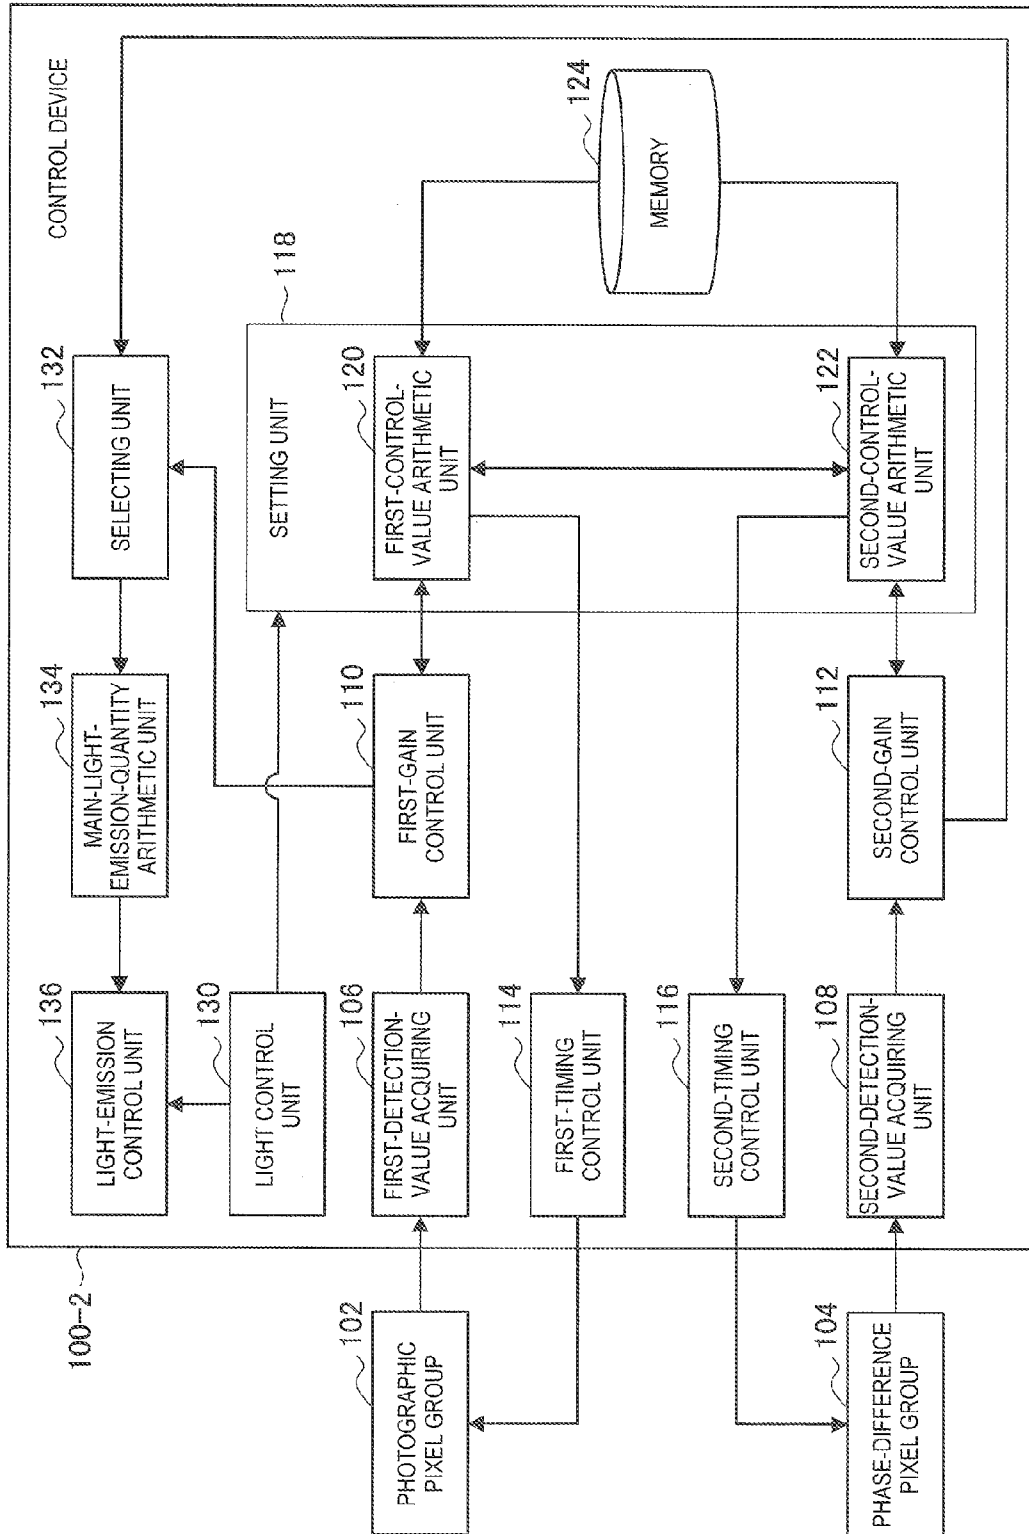 CONTROL DEVICE
100-2
136
LIGHT-EMISSION
CONTROL UNIT
134
MAIN-LIGHT-
EMISSION-QUANTITY
ARITHMETIC UNIT
132
SELECTING UNIT
130
LIGHT CONTROL
UNIT
118
SETTING UNIT
102
PHOTOGRAPHIC
PIXEL GROUP
106
FIRST-DETECTION-
VALUE ACQUIRING
UNIT
110
FIRST-GAIN
CONTROL UNIT
120
FIRST-CONTROL-
VALUE ARITHMETIC
UNIT
124
MEMORY
114
FIRST-TIMING
CONTROL UNIT
116
SECOND-TIMING
CONTROL UNIT
104
PHASE-DIFFERENCE
PIXEL GROUP
108
SECOND-DETECTION-
VALUE ACQUIRING
UNIT
112
SECOND-GAIN
CONTROL UNIT
122
SECOND-CONTROL-
VALUE ARITHMETIC
UNIT